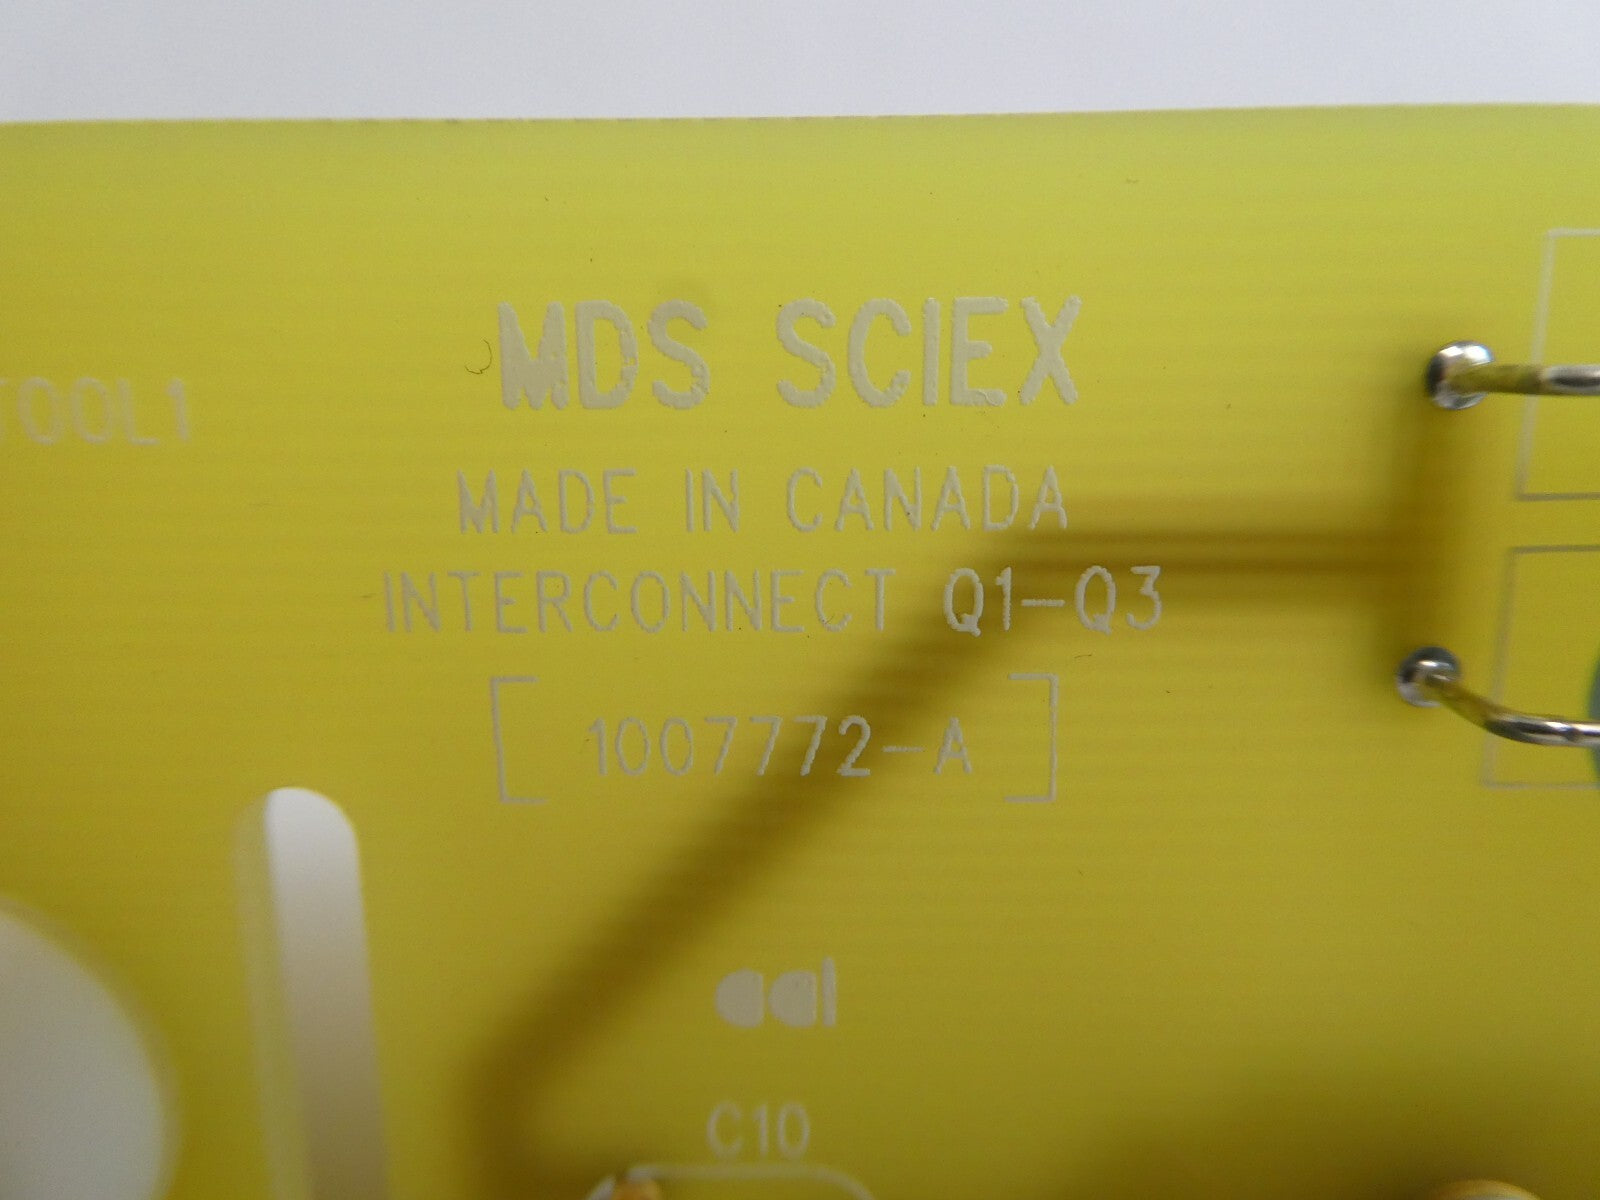 MDS SCIEX
TOOL1
MADE IN CANADA
INTERCONNECT Q1-Q3
1007772-A
C10